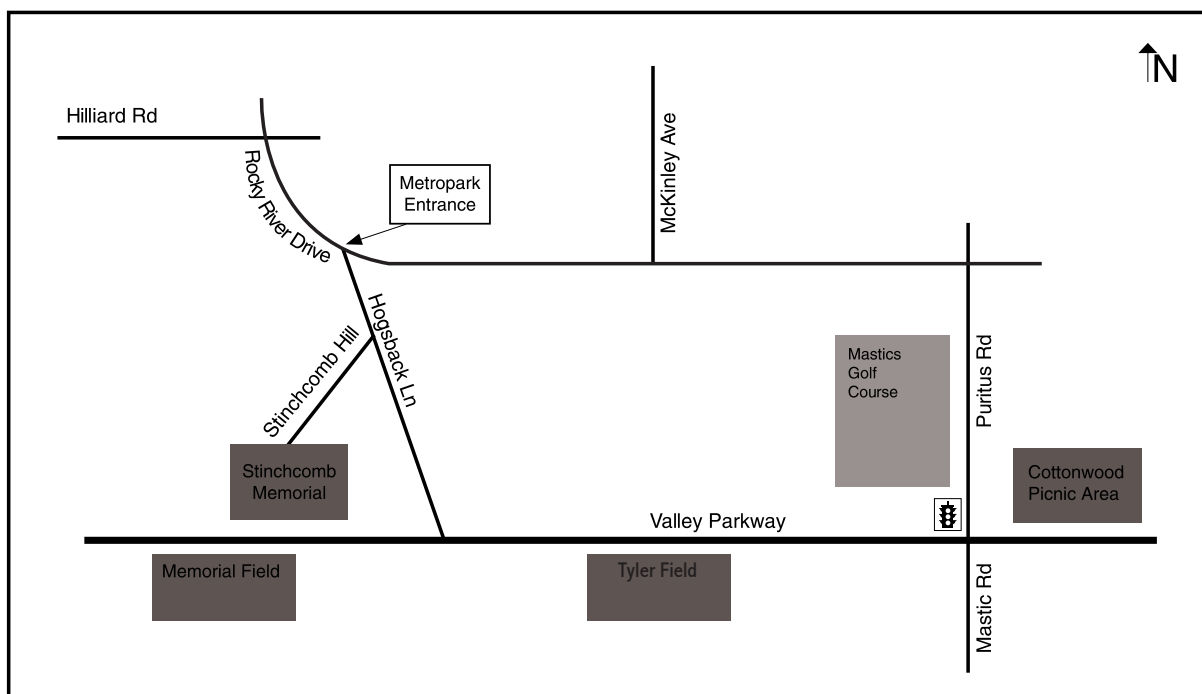 N
Hilliard Rd
Rocky River Drive
Metropark
Entrance
McKinley Ave
Hogsback Ln
Stinchcomb Hill
Mastics
Golf
Course
Puritus Rd
Stinchcomb
Memorial
Cottonwood
Picnic Area
Valley Parkway
Memorial Field
Tyler Field
Mastic Rd